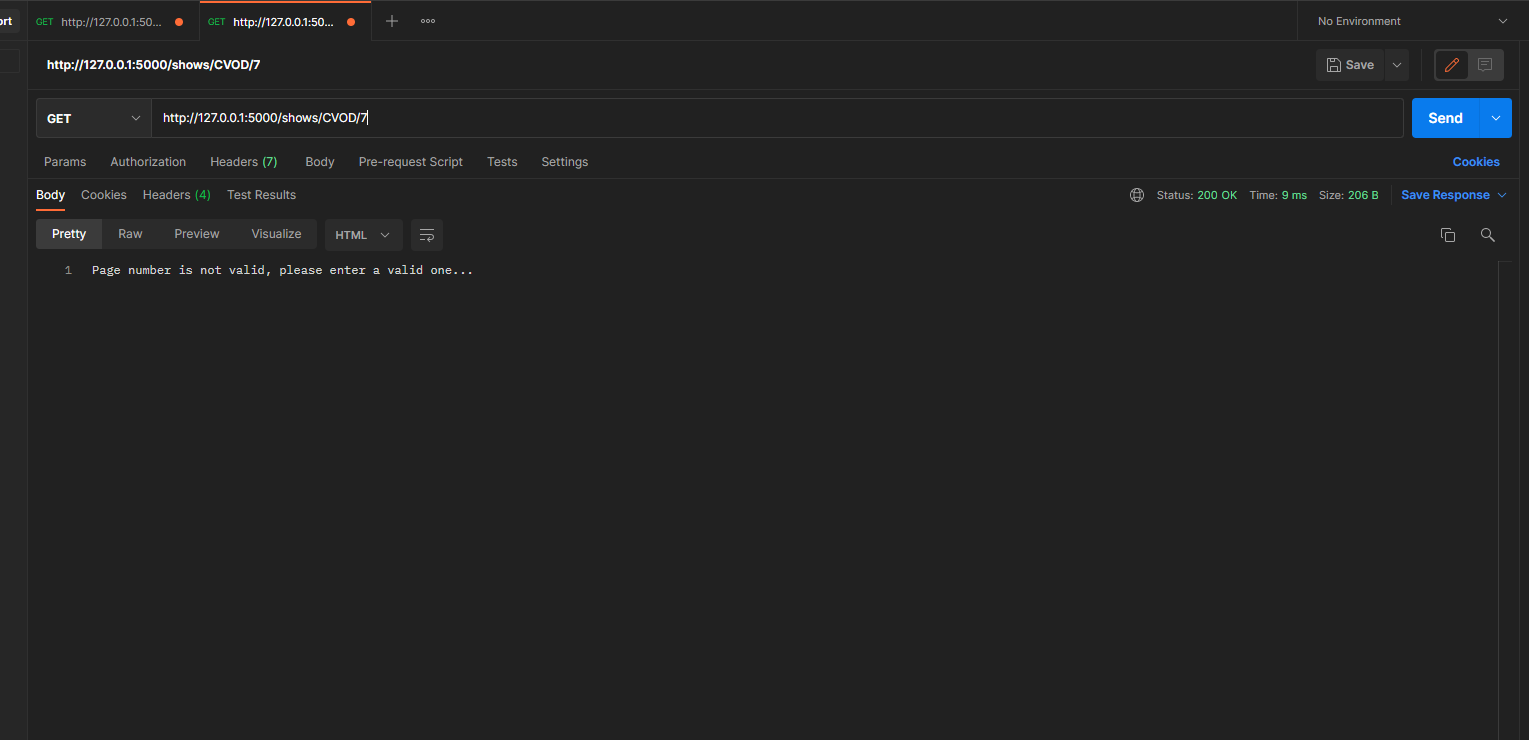 ort GET http://127.0.0.1:50... GET http://127.0.0.1:50... No Environment
http://127.0.0.1:5000/shows/CVOD/7 Save
GET http://127.0.0.1:5000/shows/CVOD/7 Send
Params Authorization Headers (7) Body Pre-request Script Tests Settings Cookies
Body Cookies Headers (4) Test Results Status: 200 OK Time: 9 ms Size: 206 B Save Response
Pretty Raw Preview Visualize HTML
1 Page number is not valid, please enter a valid one...